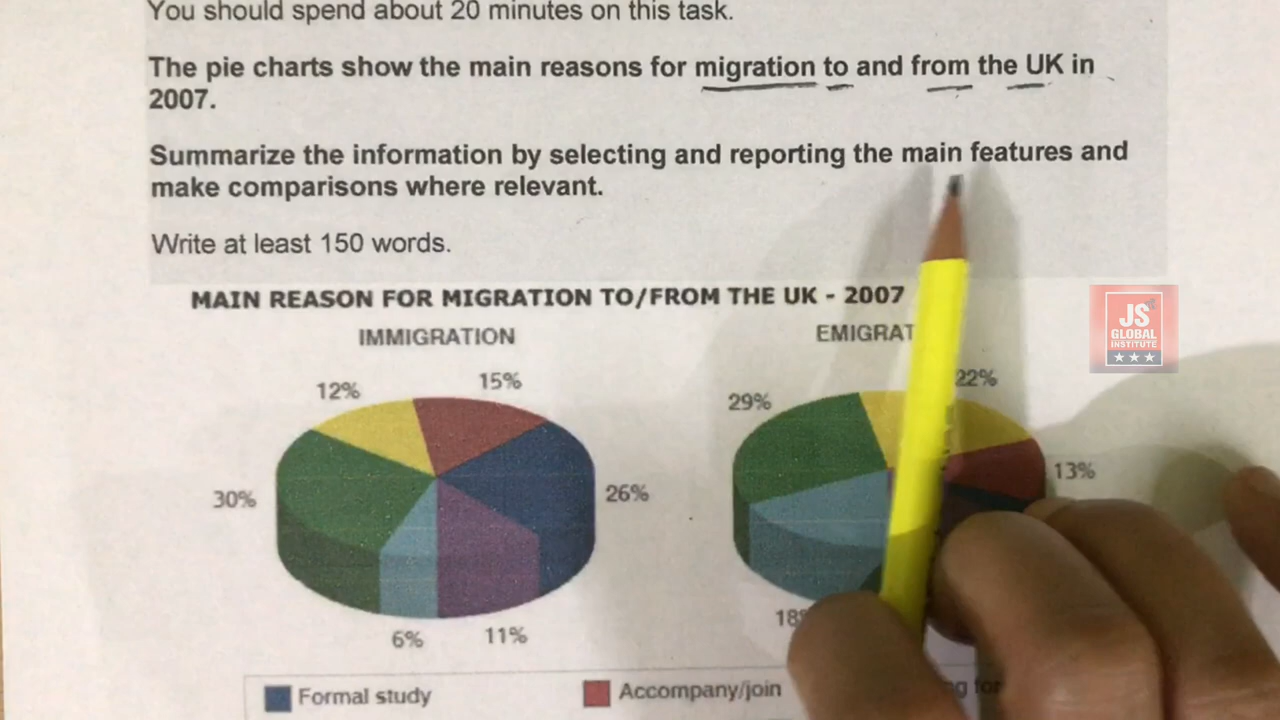 You should spend about 20 minutes on this task.
The pie charts show the main reasons for migration to and from the UK in
2007.
Summarize the information by selecting and reporting the main features and
make comparisons where relevant.
Write at least 150 words.
MAIN REASON FOR MIGRATION TO/FROM THE UK - 2007
IMMIGRATION
EMIGRAT
12%
15%
30%
26%
6%
11%
29%
22%
13%
18
JS
GLOBAL
INSTITUTE
Formal study
Accompany/join